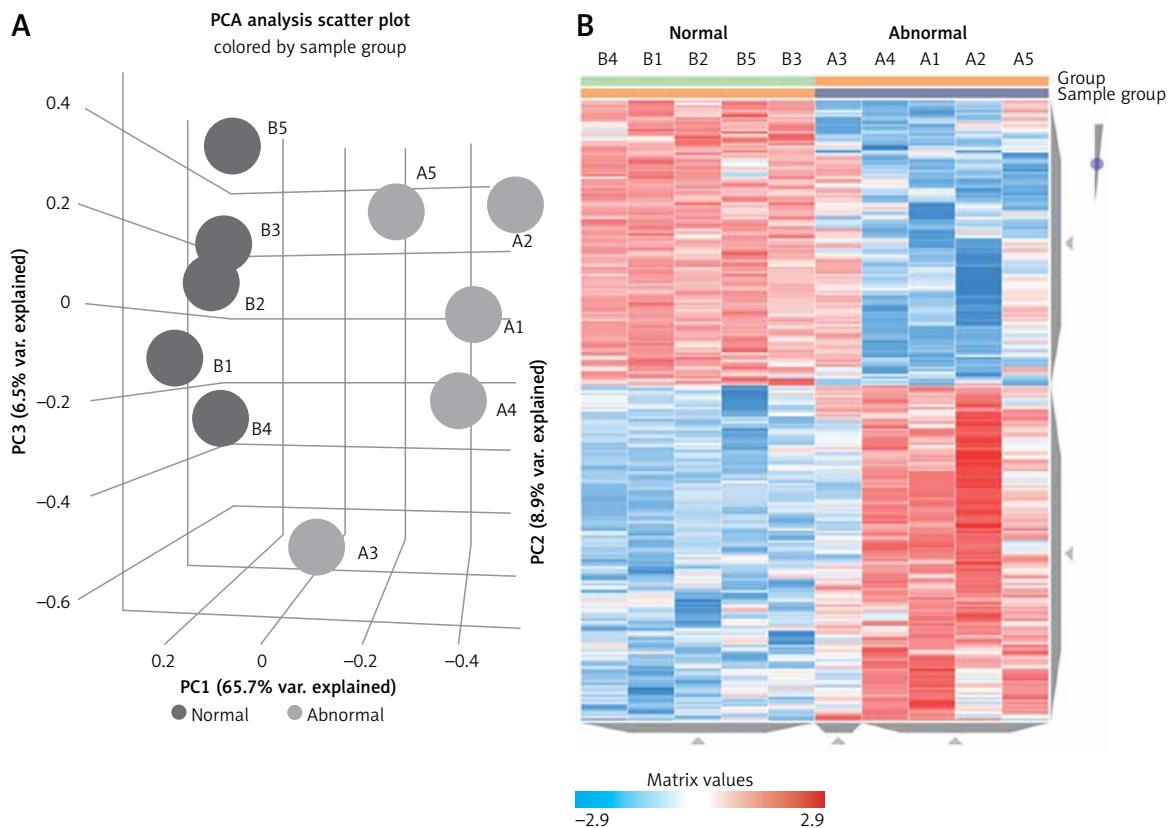 A
PCA analysis scatter plot
colored by sample group
0.4
0.2
0
–0.2
–0.4
–0.6
PC3 (6.5% var. explained)
B5
B3
B2
B1
B4
A5
A2
A1
A4
A3
PC2 (8.9% var. explained)
0.2 0 –0.2 –0.4
PC1 (65.7% var. explained)
Normal Abnormal
B
Normal Abnormal
B4 B1 B2 B5 B3 A3 A4 A1 A2 A5
Group
Sample group
Matrix values
–2.9 2.9